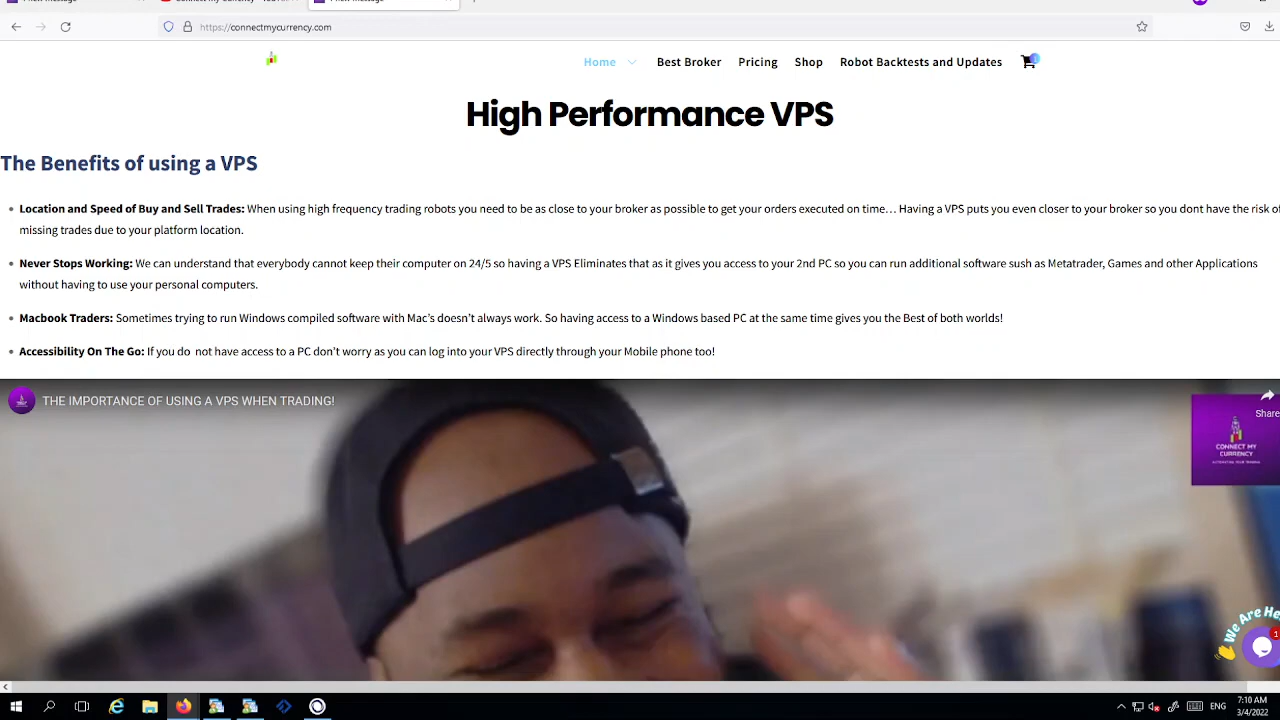 https://connectmycurrency.com
Home Best Broker Pricing Shop Robot Backtests and Updates
High Performance VPS
The Benefits of using a VPS
Location and Speed of Buy and Sell Trades: When using high frequency trading robots you need to be as close to your broker as possible to get your orders executed on time… Having a VPS puts you even closer to your broker so you dont have the risk of
missing trades due to your platform location.
Never Stops Working: We can understand that everybody cannot keep their computer on 24/5 so having a VPS Eliminates that as it gives you access to your 2nd PC so you can run additional software sush as Metatrader, Games and other Applications
without having to use your personal computers.
Macbook Traders: Sometimes trying to run Windows compiled software with Mac's doesn't always work. So having access to a Windows based PC at the same time gives you the Best of both worlds!
Accessibility On The Go: If you do not have access to a PC don't worry as you can log into your VPS directly through your Mobile phone too!
THE IMPORTANCE OF USING A VPS WHEN TRADING!
Share
CONNECT MY
CURRENCY
AUTOMATING YOUR TRADING
We Are He
1
ENG
7:10 AM
3/4/2022